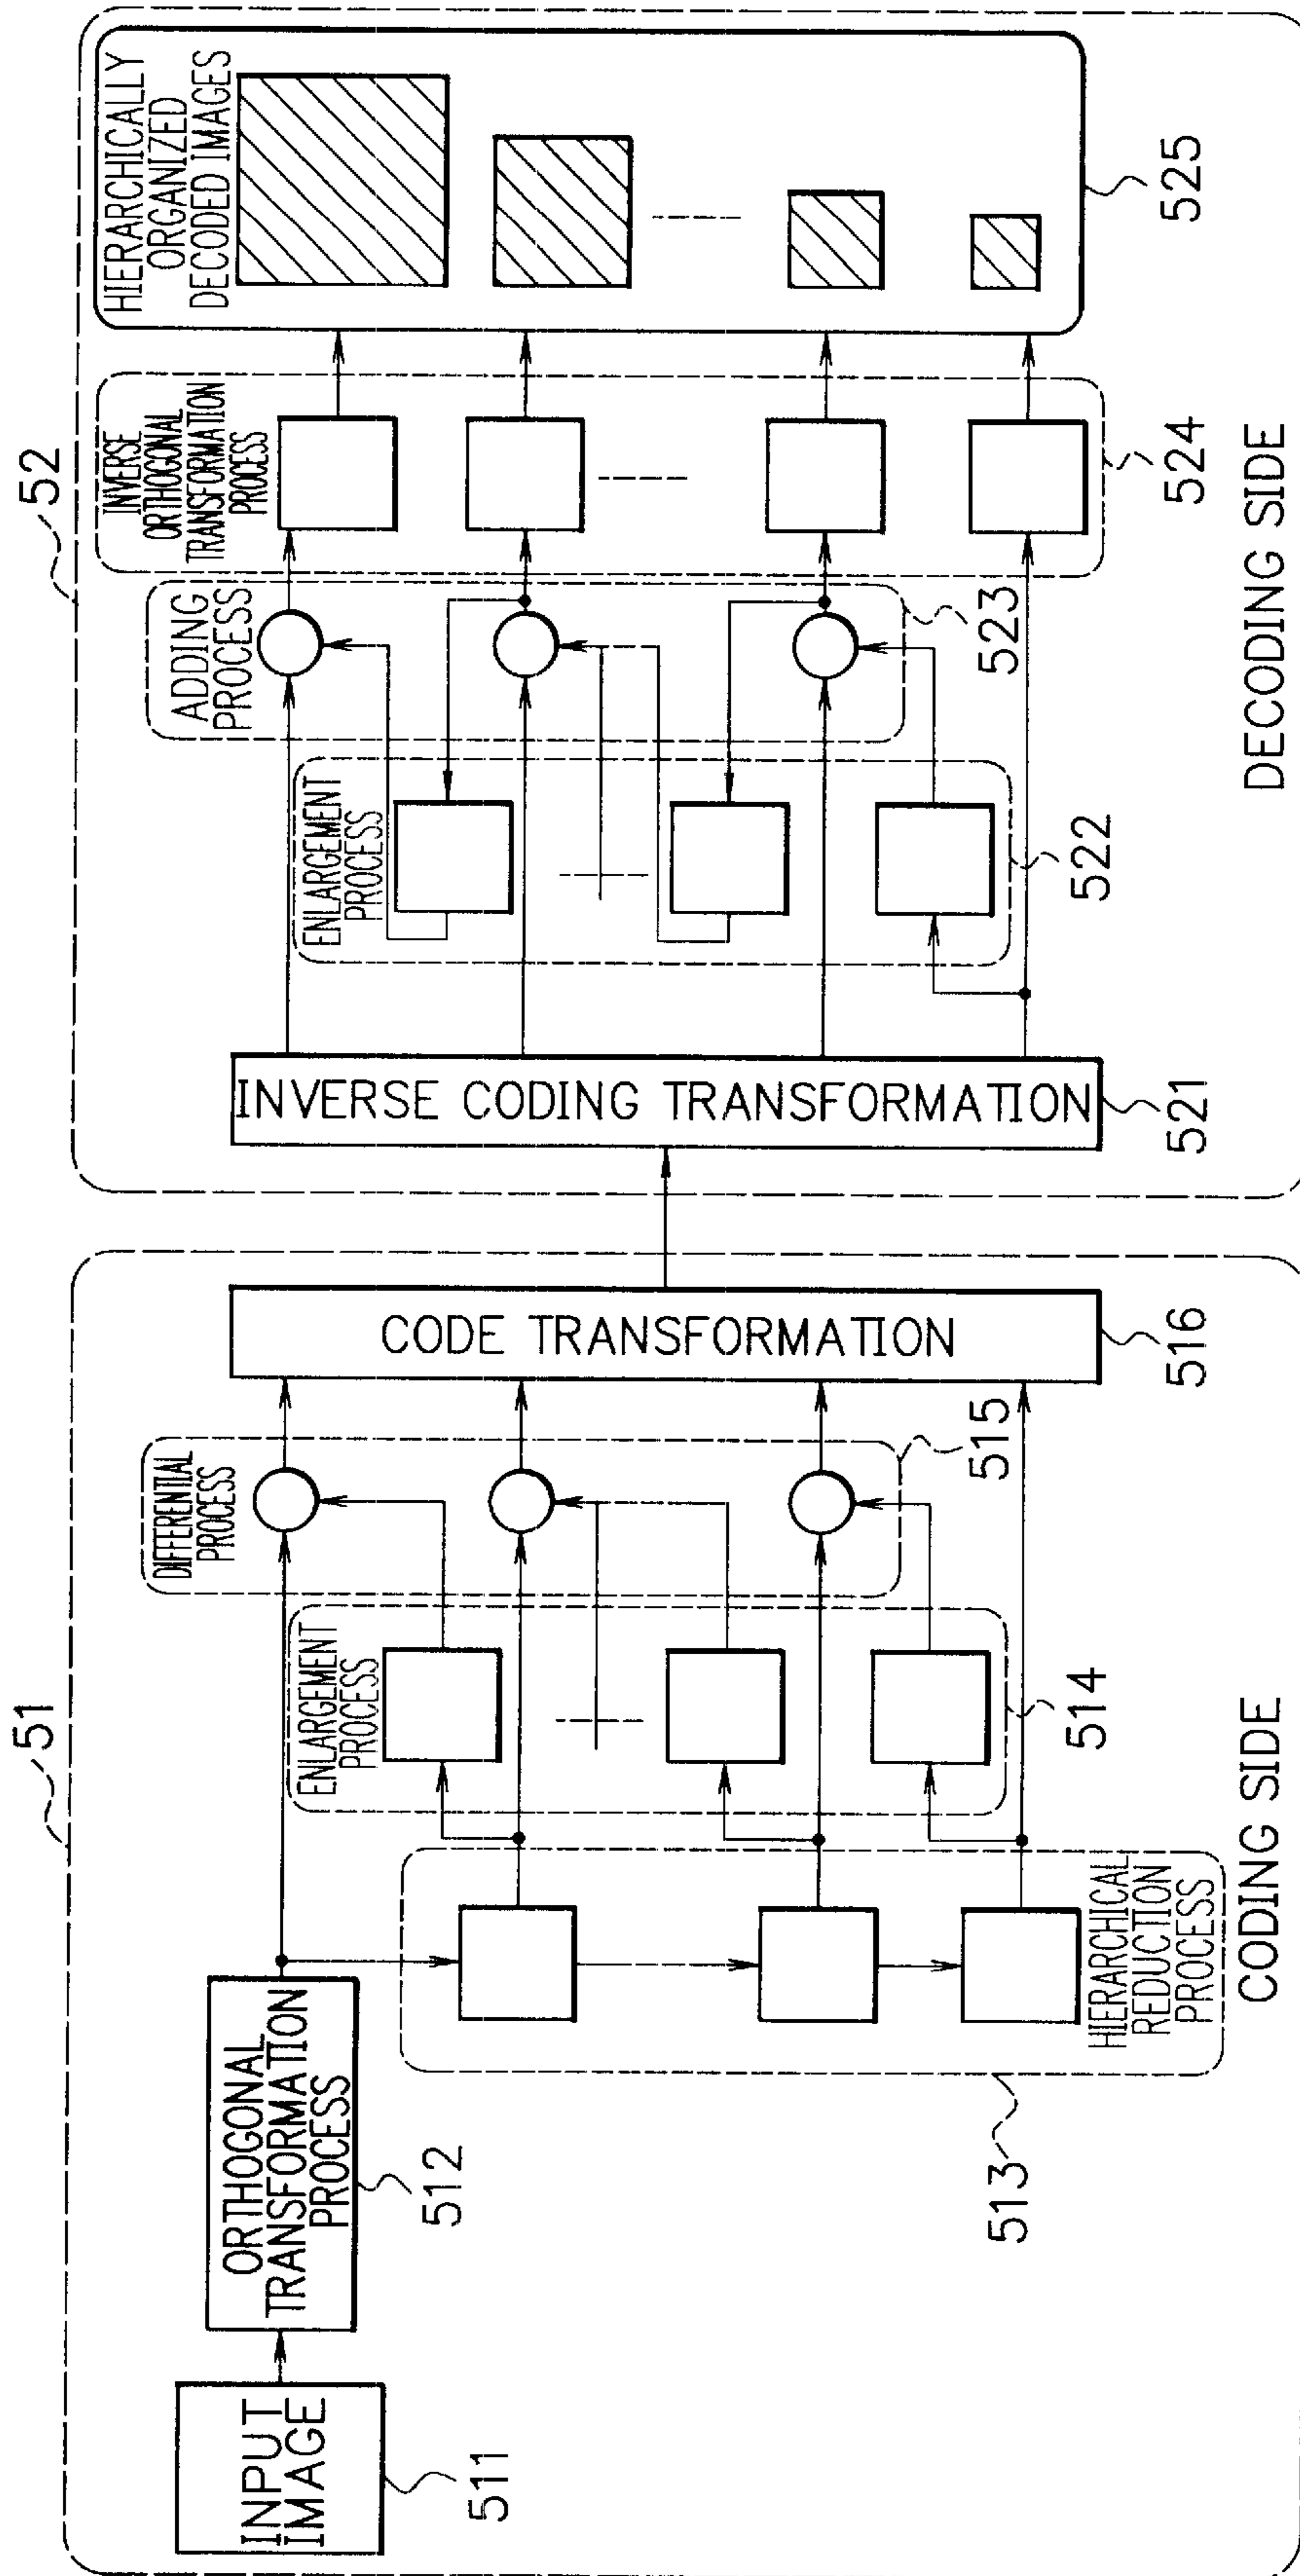 51
INPUT
IMAGE
511
ORTHOGONAL
TRANSFORMATION
PROCESS
512
513
HIERARCHICAL
REDUCTION
PROCESS
ENLARGEMENT
PROCESS
514
DIFFERENTIAL
PROCESS
515
CODE TRANSFORMATION
516
CODING SIDE
52
INVERSE CODING TRANSFORMATION
521
ENLARGEMENT
PROCESS
522
ADDING
PROCESS
523
INVERSE
ORTHOGONAL
TRANSFORMATION
PROCESS
524
HIERARCHICALLY
ORGANIZED
DECODED IMAGES
525
DECODING SIDE